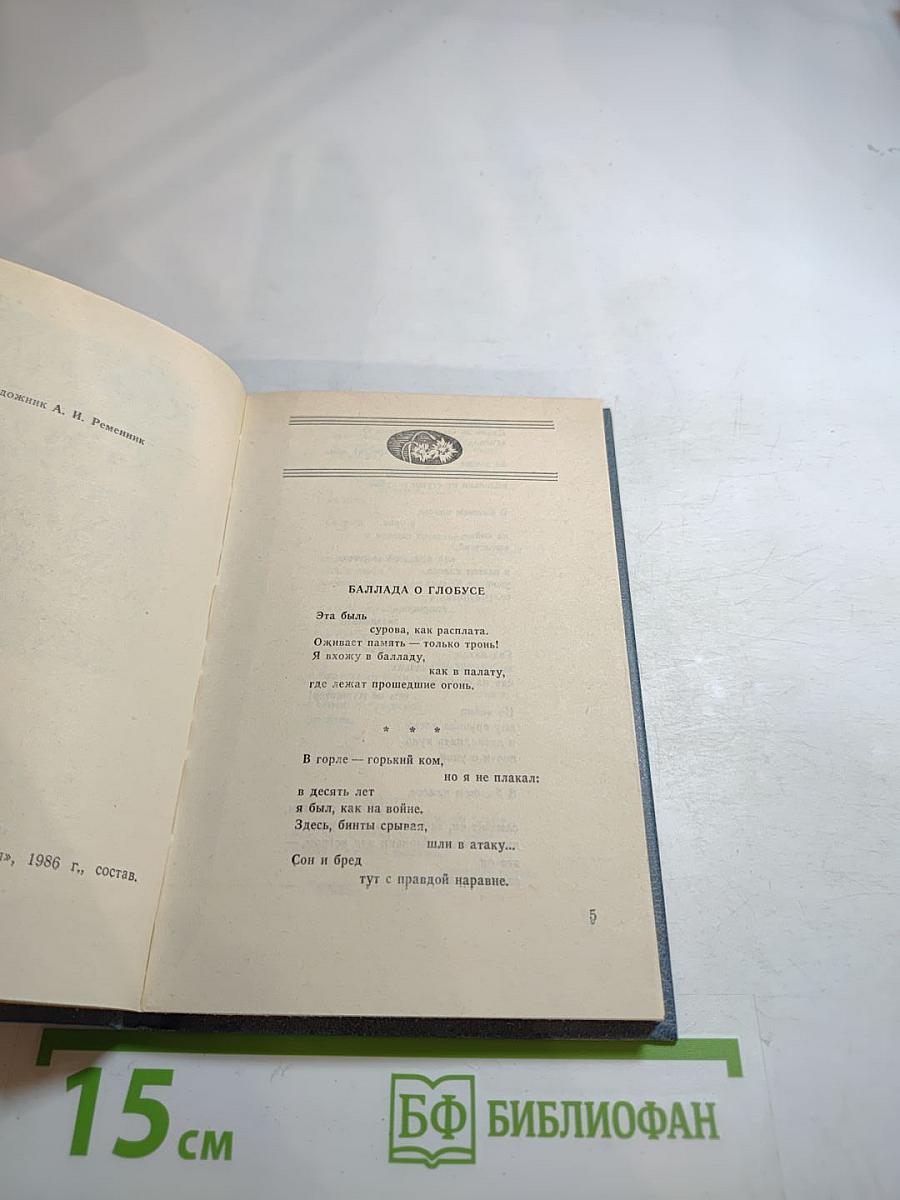 дожник А. И. Ременник
», 1986 г., состав.
БАЛЛАДА О ГЛОБУСЕ
Эта быль
сурова, как расплата.
Оживает память — только тронь!
Я вхожу в балладу,
как в палату,
где лежат прошедшие огонь.
* * *
В горле — горький ком,
но я не плакал:
в десять лет
я был, как на войне.
Здесь, бинты срывая,
шли в атаку...
Сон и бред
тут с правдой наравне.
5
15 см
БФ БИБЛИОФАН